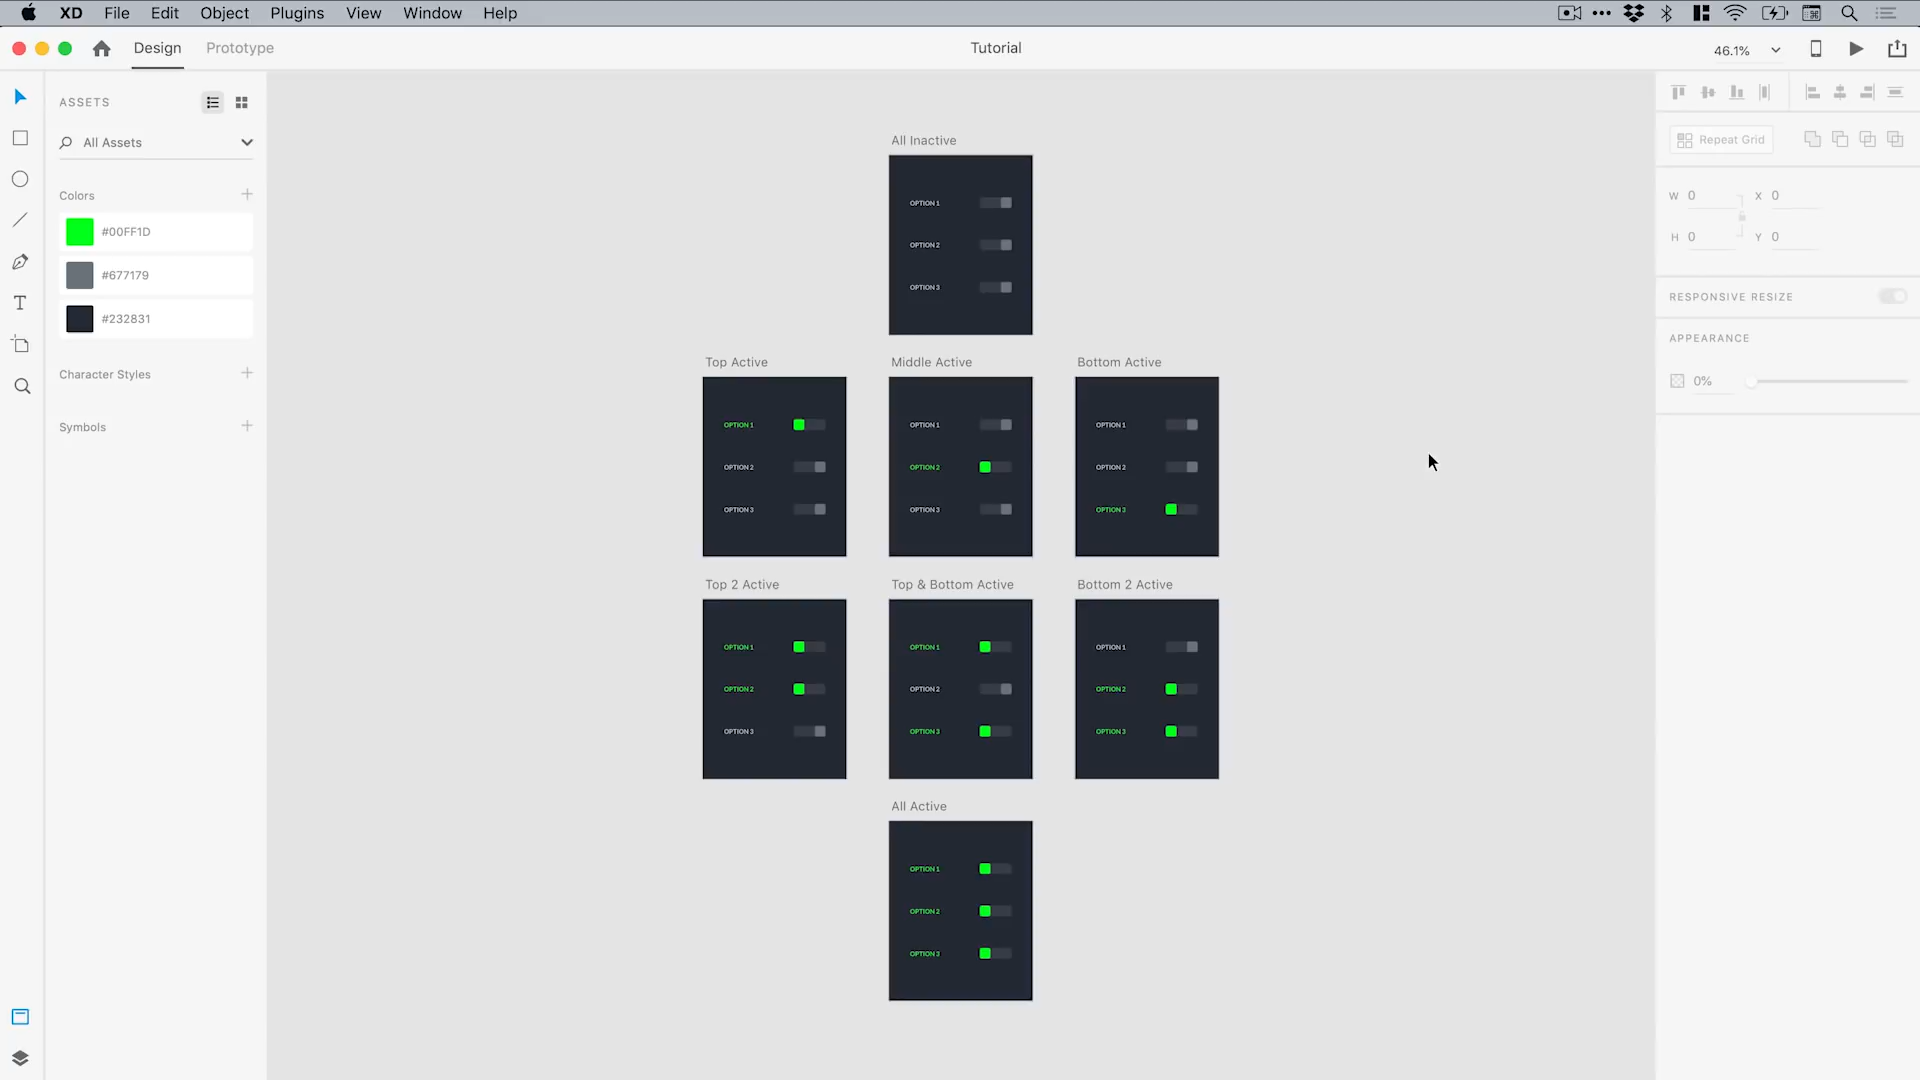 XD File Edit Object Plugins View Window Help
Design Prototype Tutorial 46.1%
ASSETS
All Assets
Colors
#00FF1D
#677179
#232831
Character Styles
Symbols
All Inactive
OPTION 1
OPTION 2
OPTION 3
Top Active
OPTION 1
OPTION 2
OPTION 3
Middle Active
OPTION 1
OPTION 2
OPTION 3
Bottom Active
OPTION 1
OPTION 2
OPTION 3
Top 2 Active
OPTION 1
OPTION 2
OPTION 3
Top & Bottom Active
OPTION 1
OPTION 2
OPTION 3
Bottom 2 Active
OPTION 1
OPTION 2
OPTION 3
All Active
OPTION 1
OPTION 2
OPTION 3
Repeat Grid
W 0 X 0
H 0 Y 0
RESPONSIVE RESIZE
APPEARANCE
0%